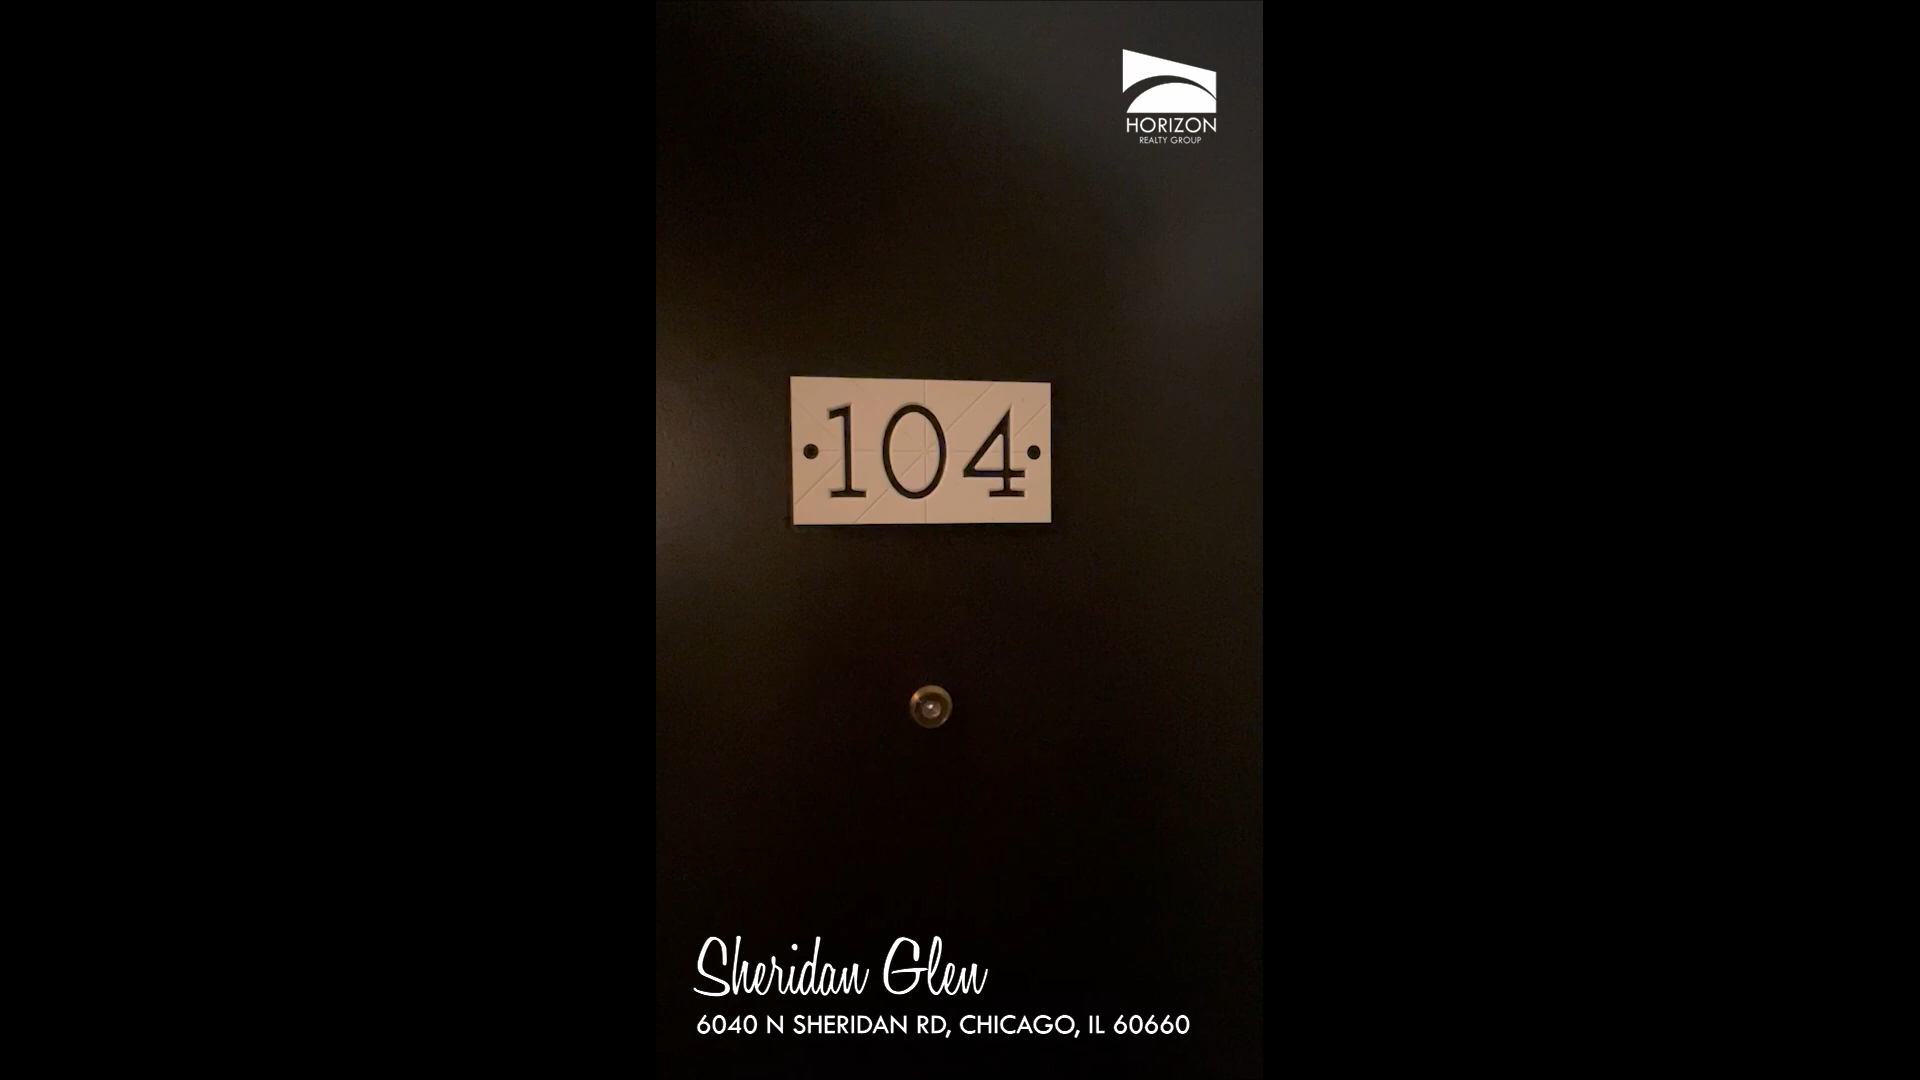 HORIZON
REALTY GROUP
104
Sheridan Glen
6040 N SHERIDAN RD, CHICAGO, IL 60660